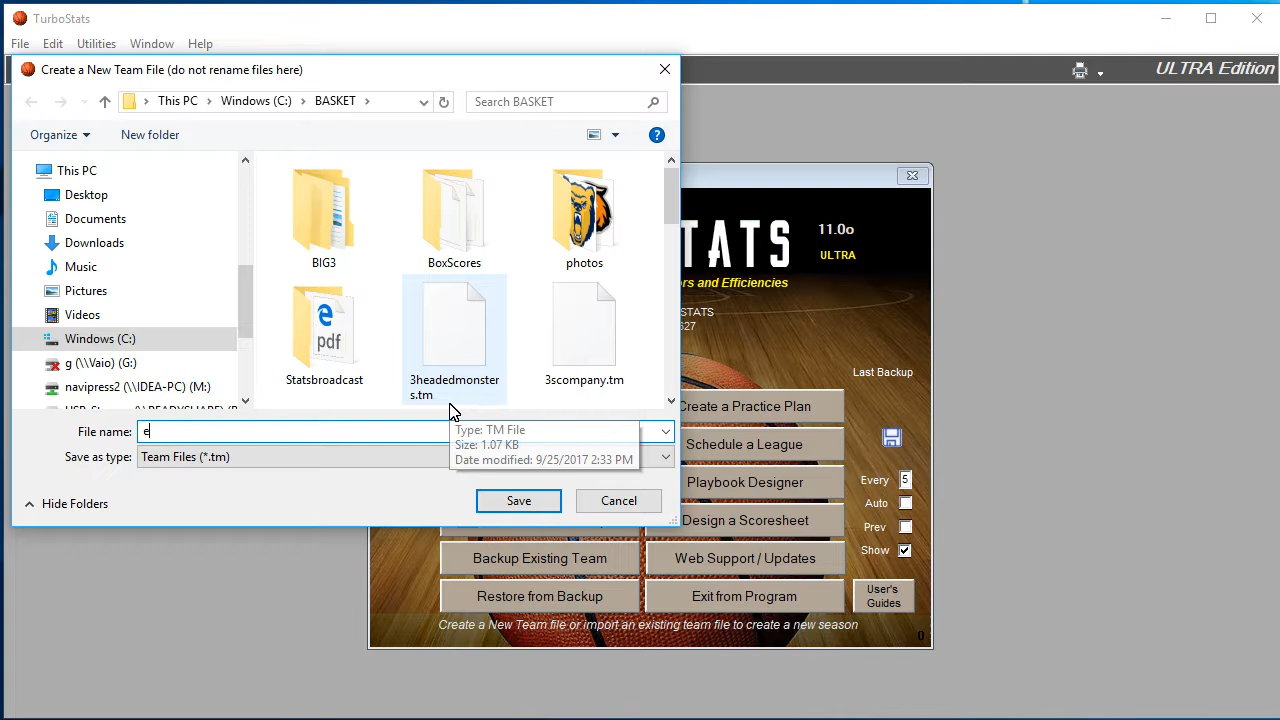 TurboStats
File Edit Utilities Window Help
Create a New Team File (do not rename files here)
ULTRA Edition
This PC > Windows (C:) > BASKET >
Search BASKET
Organize
New folder
This PC
Desktop
Documents
Downloads
Music
Pictures
Videos
Windows (C:)
g (\\Vaio) (G:)
navipress2 (\\IDEA-PC) (M:)
BIG3
BoxScores
photos
Statsbroadcast
3headedmonster
s.tm
3scompany.tm
File name: e
Save as type: Team Files (*.tm)
Type: TM File
Size: 1.07 KB
Date modified: 9/25/2017 2:33 PM
Hide Folders
Save
Cancel
TATS
11.0o
ULTRA
rs and Efficiencies
STATS
627
Last Backup
Create a Practice Plan
Schedule a League
Playbook Designer
Design a Scoresheet
Every 5
Auto
Prev
Show
Backup Existing Team
Web Support / Updates
Restore from Backup
Exit from Program
User's
Guides
Create a New Team file or import an existing team file to create a new season
0